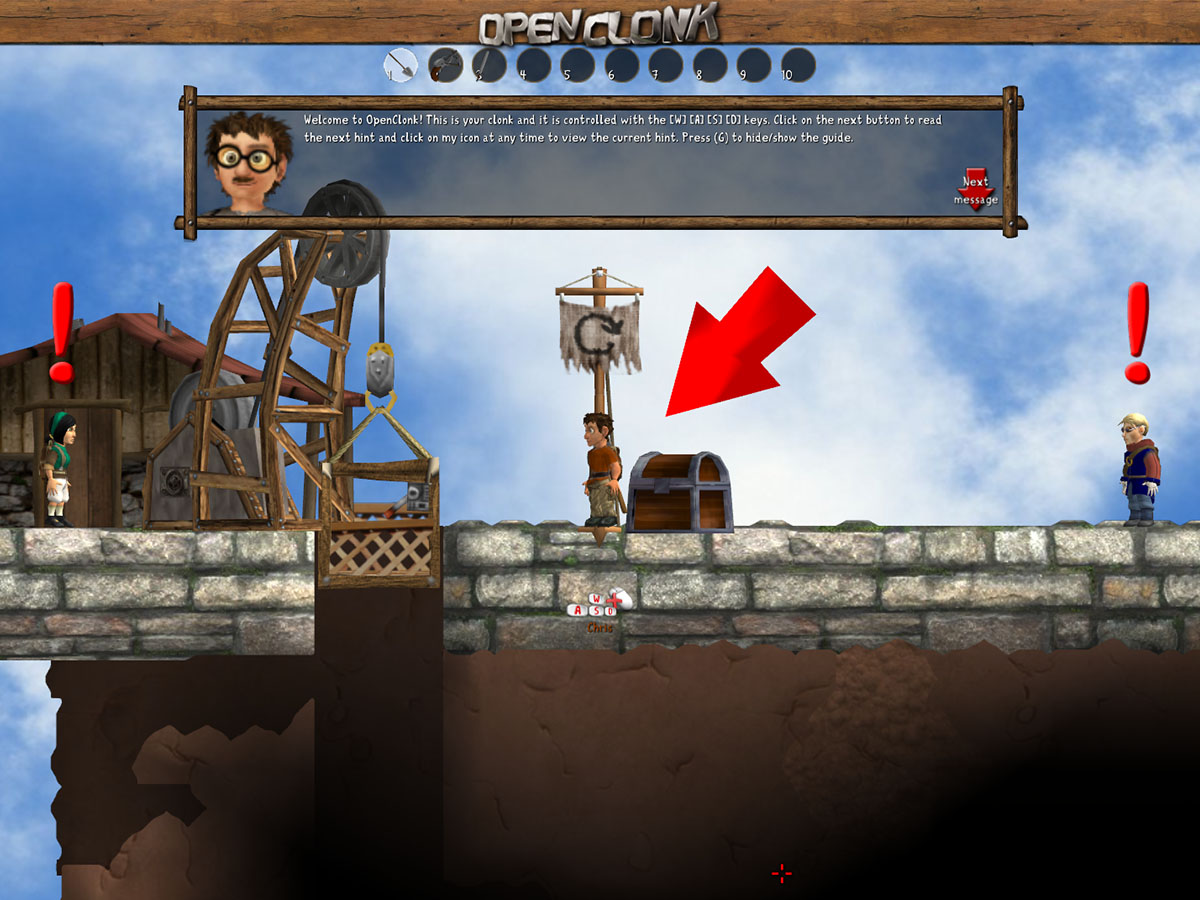 OPENCLONK
1 2 3 4 5 6 7 8 9 10
Welcome to OpenClonk! This is your clonk and it is controlled with the [W] [A] [S] [D] keys. Click on the next button to read
the next hint and click on my icon at any time to view the current hint. Press (G) to hide/show the guide.
Next
message
W
A S D
Chris